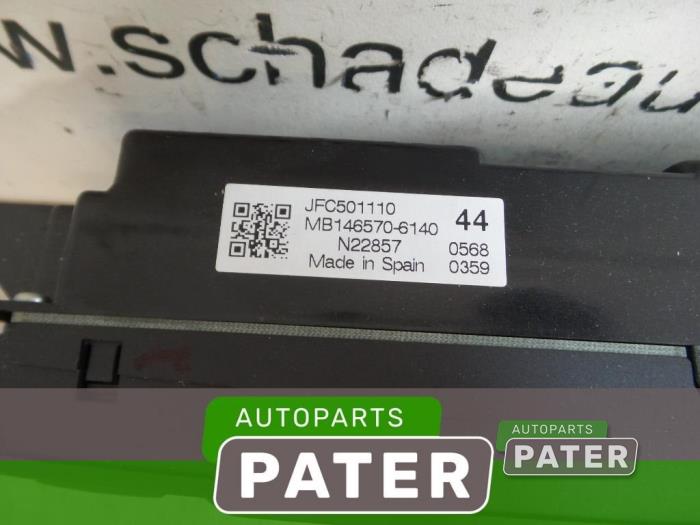 w.schadeau
JFC501110
MB146570-6140 44
N22857 0568
Made in Spain 0359
AUTOPARTS
PATER
AUTOPARTS
PATER